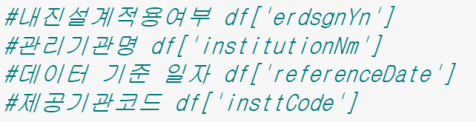 #내진설계적용여부 df['erdsgnYn']
#관리기관명 df['institutionNm']
#데이터 기준 일자 df['referenceDate']
#제공기관코드 df['insttCode']